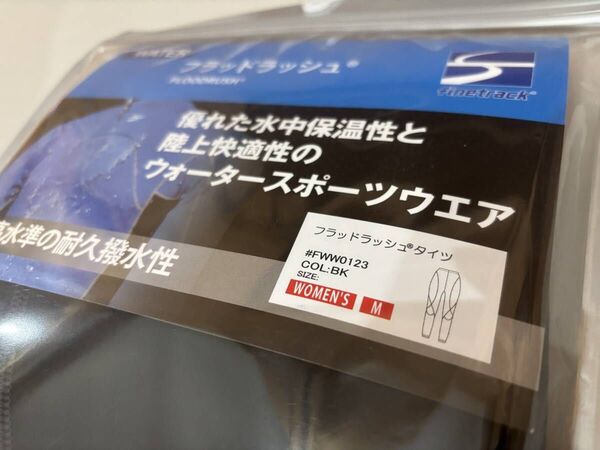 WATER
フラッドラッシュ®
FLOODRUSH®
finetrack®
優れた水中保温性と
陸上快適性の
ウォータースポーツウエア
水準の耐久撥水性
フラッドラッシュ®タイツ
#FWW0123
COL:BK
SIZE:
WOMEN'S M